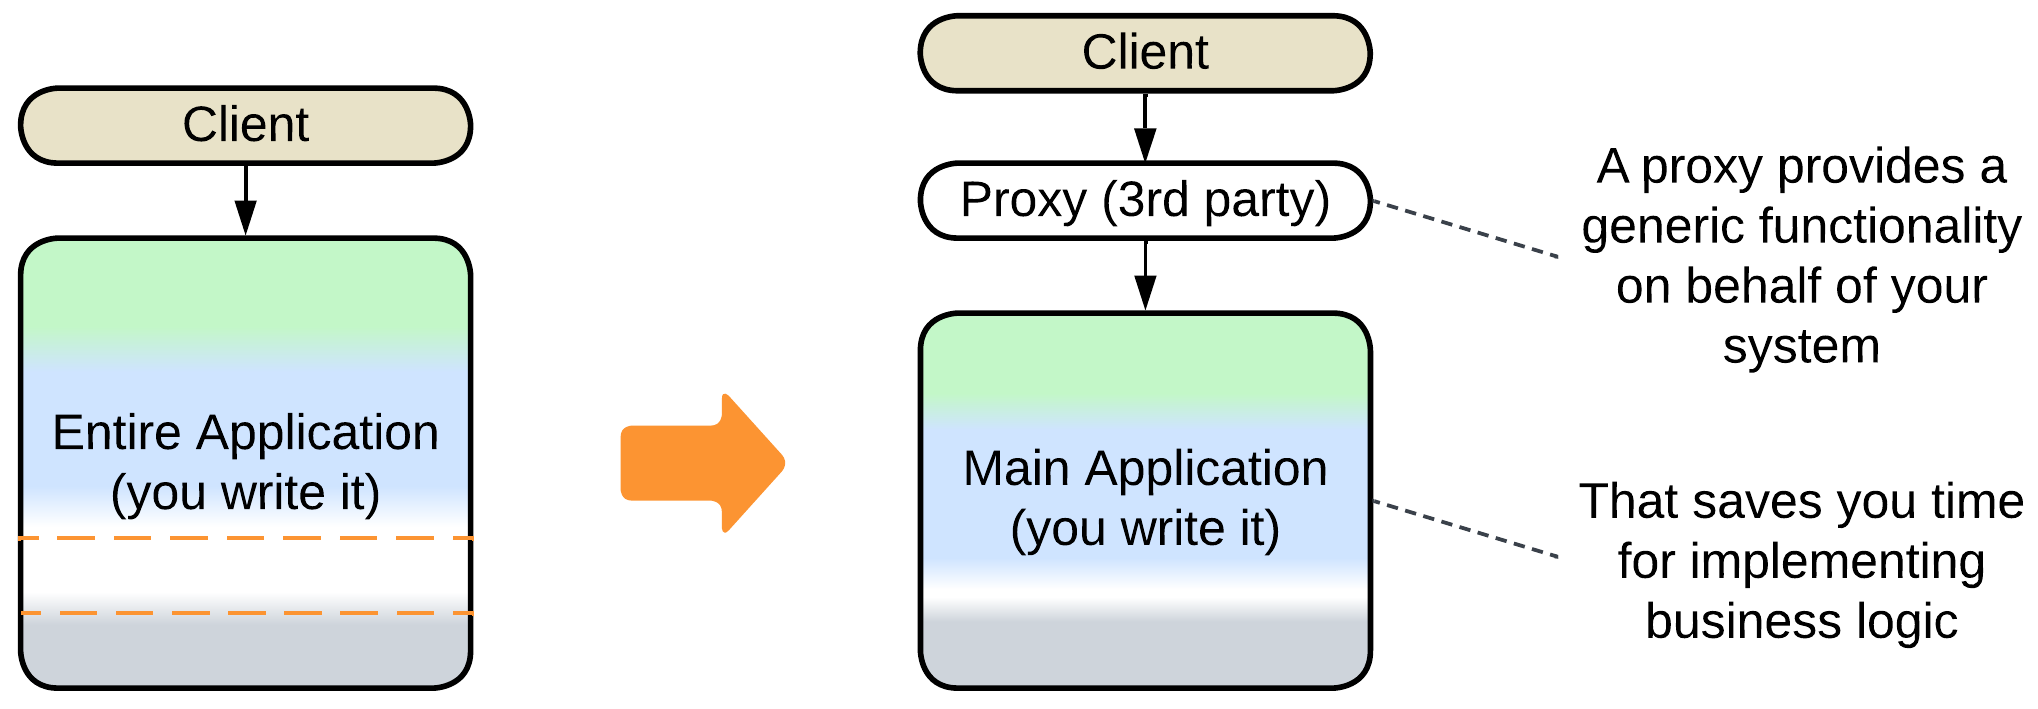 Client
Entire Application
(you write it)
Client
Proxy (3rd party)
Main Application
(you write it)
A proxy provides a
generic functionality
on behalf of your
system
That saves you time
for implementing
business logic